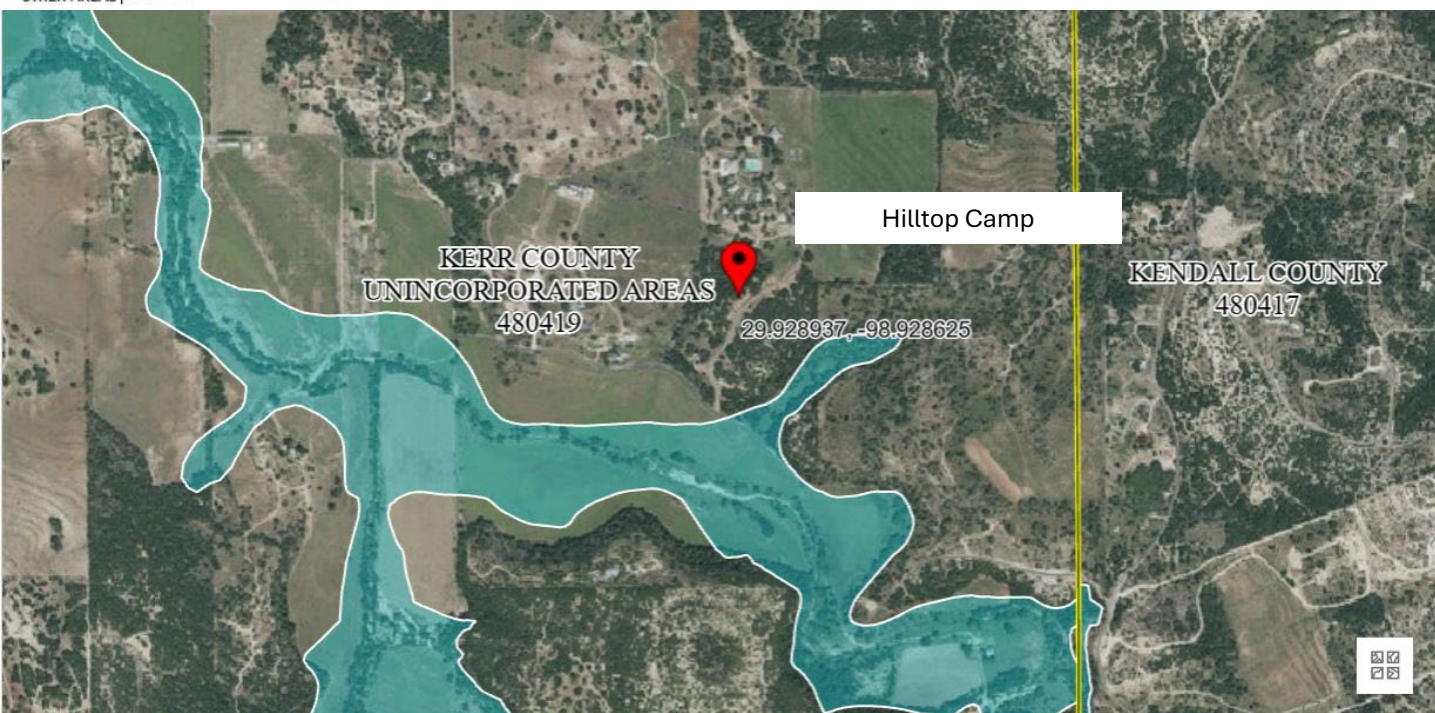 Hilltop Camp
KERR COUNTY
UNINCORPORATED AREAS
480419
KENDALL COUNTY
480417
29.928937, -98.928625